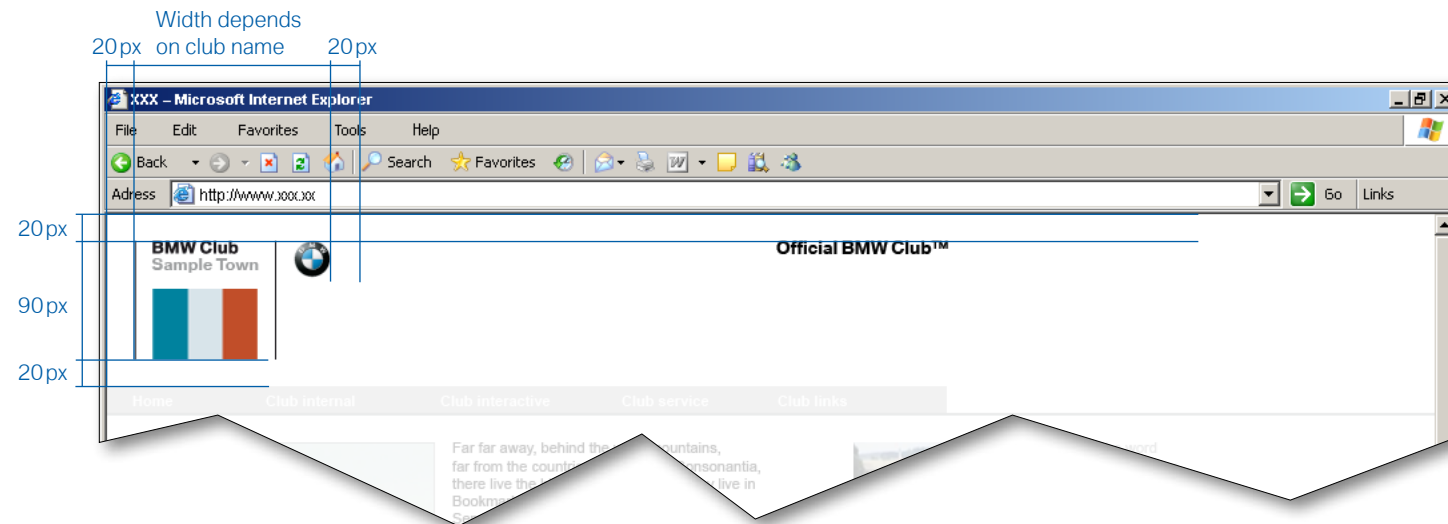 Width depends
20 px on club name 20 px
XXX – Microsoft Internet Explorer
File Edit Favorites Tools Help
Back Search Favorites W
Adress http://www.xxx.xx Go Links
20 px
BMW Club Official BMW Club™
Sample Town
BMW
90 px
20 px
Home Club internal Club interactive Club service Club links
Far far away, behind the untains,
far from the countri onsonantia,
there live the live in
word